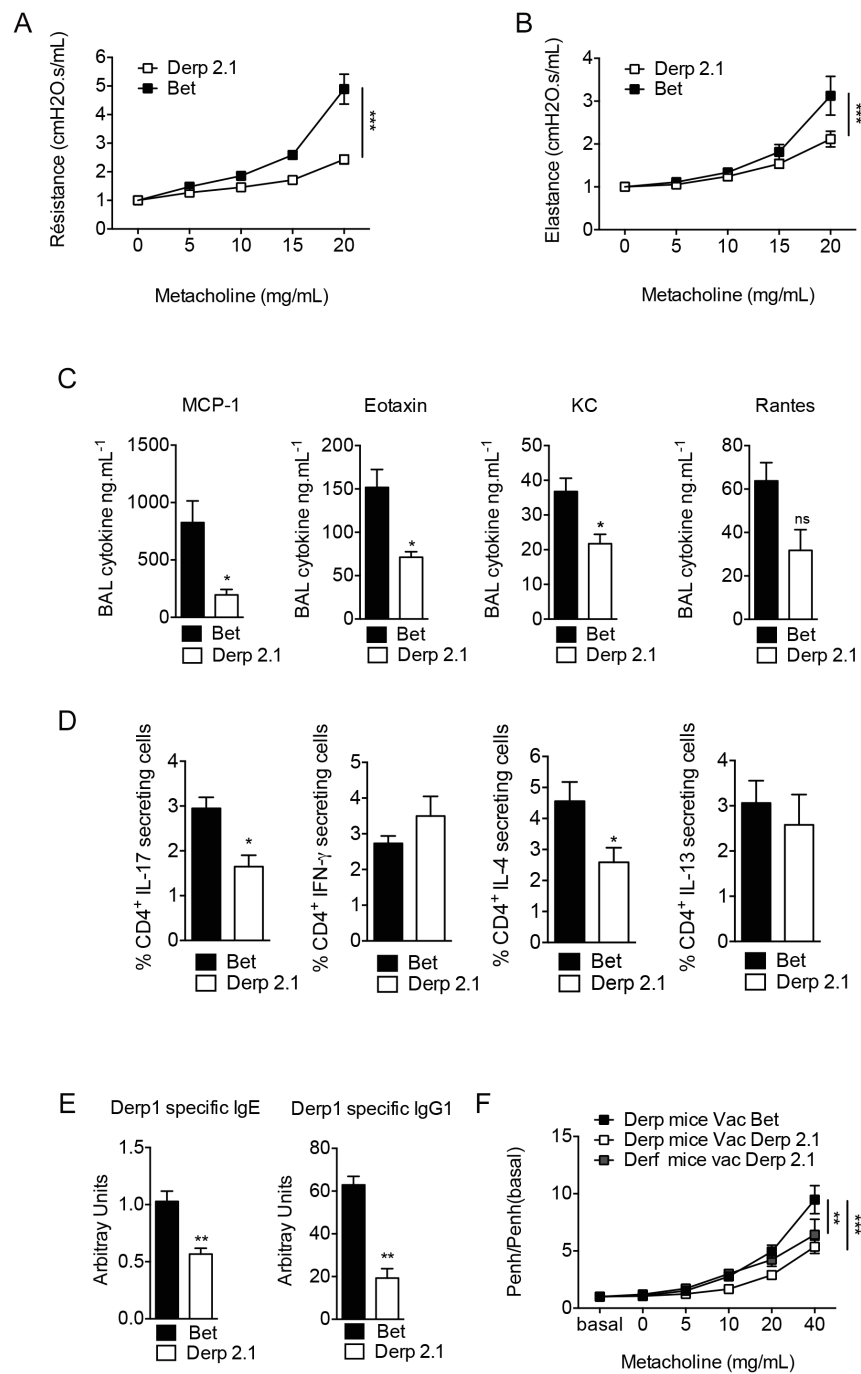 A
B
Derp 2.1
Bet
Résistance (cmH2O.s/mL)
6
5
4
3
2
1
0
0 5 10 15 20
***
Metacholine (mg/mL)
Derp 2.1
Bet
Elastance (cmH2O.s/mL)
4
3
2
1
0
0 5 10 15 20
***
Metacholine (mg/mL)
C
MCP-1
BAL cytokine ng.mL-1
1500
1000
500
0
*
Bet
Derp 2.1
Eotaxin
BAL cytokine ng.mL-1
200
150
100
50
0
*
Bet
Derp 2.1
KC
BAL cytokine ng.mL-1
50
40
30
20
10
0
*
Bet
Derp 2.1
Rantes
BAL cytokine ng.mL-1
80
60
40
20
0
ns
Bet
Derp 2.1
D
% CD4+ IL-17 secreting cells
4
3
2
1
0
*
Bet
Derp 2.1
% CD4+ IFN-γ secreting cells
5
4
3
2
1
0
Bet
Derp 2.1
% CD4+ IL-4 secreting cells
6
5
4
3
2
1
0
*
Bet
Derp 2.1
% CD4+ IL-13 secreting cells
4
3
2
1
0
Bet
Derp 2.1
E
Derp1 specific IgE
Arbitray Units
1.5
1.0
0.5
0.0
**
Bet
Derp 2.1
Derp1 specific IgG1
Arbitray Units
80
60
40
20
0
**
Bet
Derp 2.1
F
Derp mice Vac Bet
Derp mice Vac Derp 2.1
Derf mice vac Derp 2.1
Penh/Penh(basal)
15
10
5
0
basal 0 5 10 20 40
**
***
Metacholine (mg/mL)